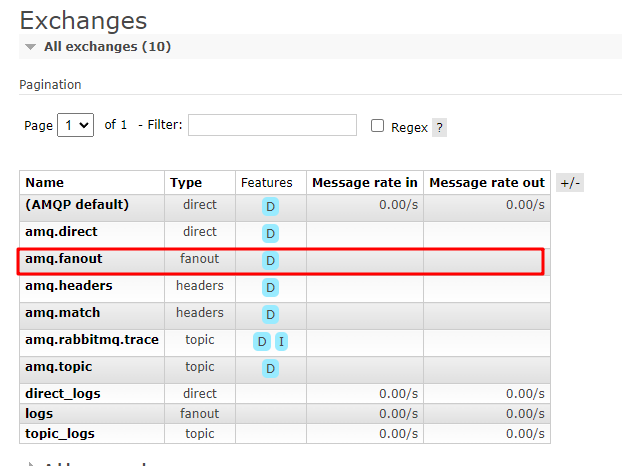 Exchanges
All exchanges (10)
Pagination
Page 1 of 1 - Filter: Regex ?
Name Type Features Message rate in Message rate out +/-
(AMQP default) direct D 0.00/s 0.00/s
amq.direct direct D
amq.fanout fanout D
amq.headers headers D
amq.match headers D
amq.rabbitmq.trace topic D I
amq.topic topic D
direct_logs direct 0.00/s 0.00/s
logs fanout 0.00/s 0.00/s
topic_logs topic 0.00/s 0.00/s